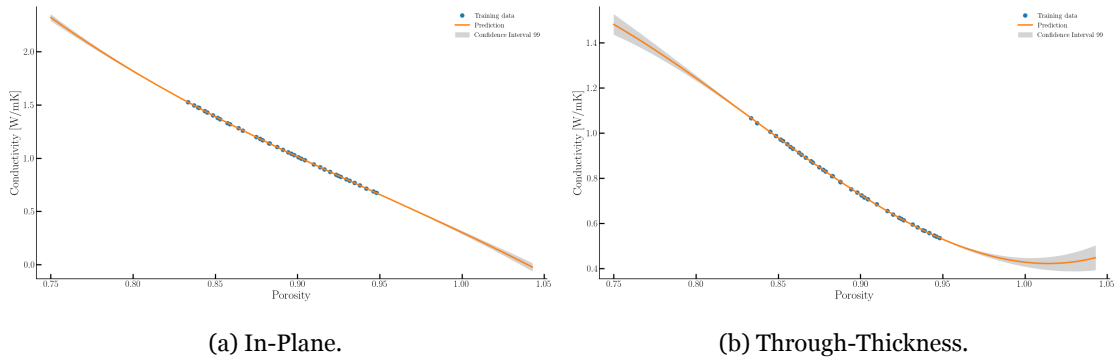 Training data
Prediction
Confidence Interval 99
Conductivity [W/mK]
2.0
1.5
1.0
0.5
0.0
0.75
0.80
0.85
0.90
0.95
1.00
1.05
Porosity
(a) In-Plane.
Training data
Prediction
Confidence Interval 99
Conductivity [W/mK]
1.4
1.2
1.0
0.8
0.6
0.4
0.75
0.80
0.85
0.90
0.95
1.00
1.05
Porosity
(b) Through-Thickness.